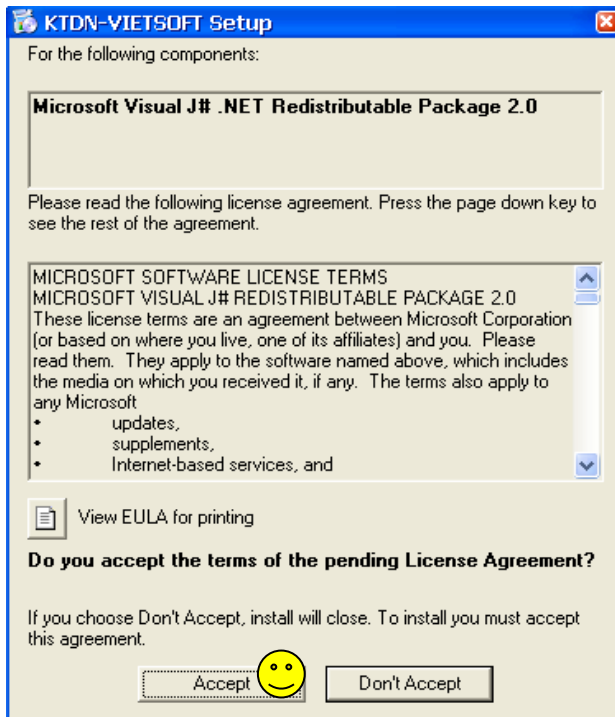 KTDN-VIETSOFT Setup
For the following components:
Microsoft Visual J# .NET Redistributable Package 2.0
Please read the following license agreement. Press the page down key to
see the rest of the agreement.
MICROSOFT SOFTWARE LICENSE TERMS
MICROSOFT VISUAL J# REDISTRIBUTABLE PACKAGE 2.0
These license terms are an agreement between Microsoft Corporation
(or based on where you live, one of its affiliates) and you.  Please
read them.  They apply to the software named above, which includes
the media on which you received it, if any.  The terms also apply to
any Microsoft
• updates,
• supplements,
• Internet-based services, and
View EULA for printing
Do you accept the terms of the pending License Agreement?
If you choose Don't Accept, install will close. To install you must accept
this agreement.
Accept
Don't Accept